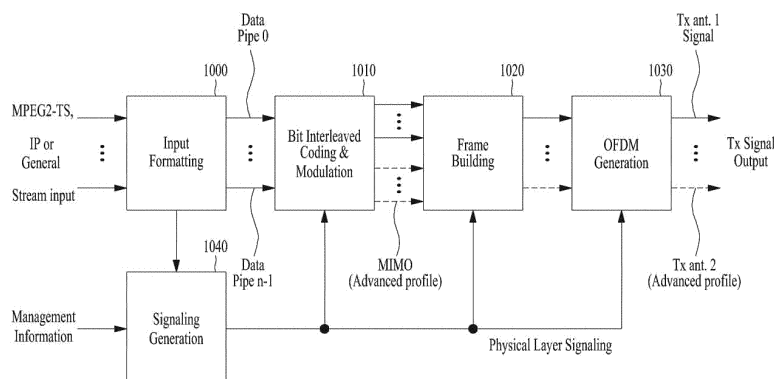 Data
Pipe 0
Tx ant. 1
Signal
1000
1010
1020
1030
MPEG2-TS,
IP or
General
Stream input
Input
Formatting
Bit Interleaved
Coding &
Modulation
Frame
Building
OFDM
Generation
Tx Signal
Output
1040
Data
Pipe n-1
MIMO
(Advanced profile)
Tx ant. 2
(Advanced profile)
Management
Information
Signaling
Generation
Physical Layer Signaling